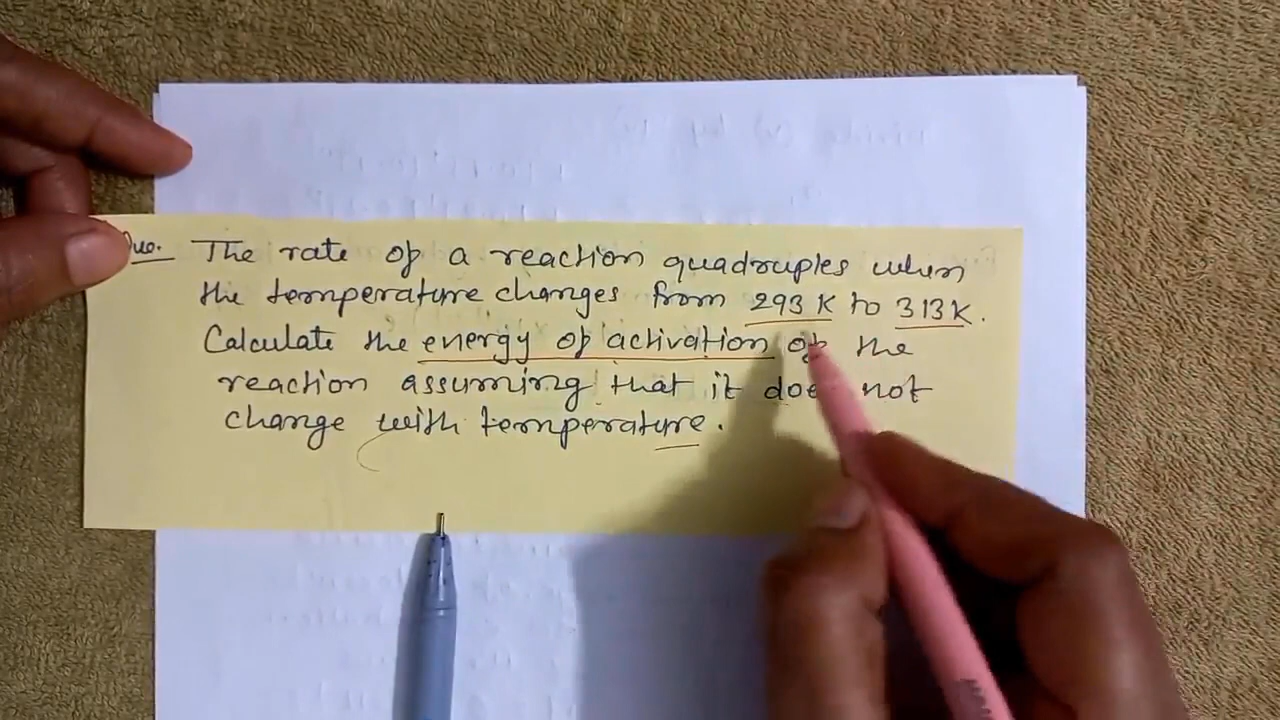 Que. The rate of a reaction quadruples when
the temperature changes from 293 K to 313K.
Calculate the energy of activation of the
reaction assuming that it does not
change with temperature.